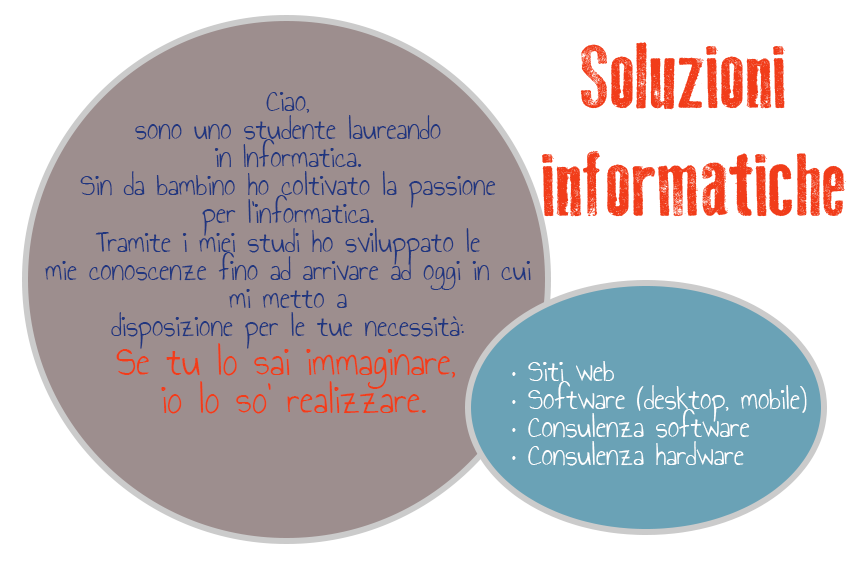 Soluzioni
informatiche
Ciao,
sono uno studente laureando
in Informatica.
Sin da bambino ho coltivato la passione
per l'informatica.
Tramite i miei studi ho sviluppato le
mie conoscenze fino ad arrivare ad oggi in cui
mi metto a
disposizione per le tue necessità:
Se tu lo sai immaginare,
io lo so' realizzare.
• Siti web
• Software (desktop, mobile)
• Consulenza software
• Consulenza hardware